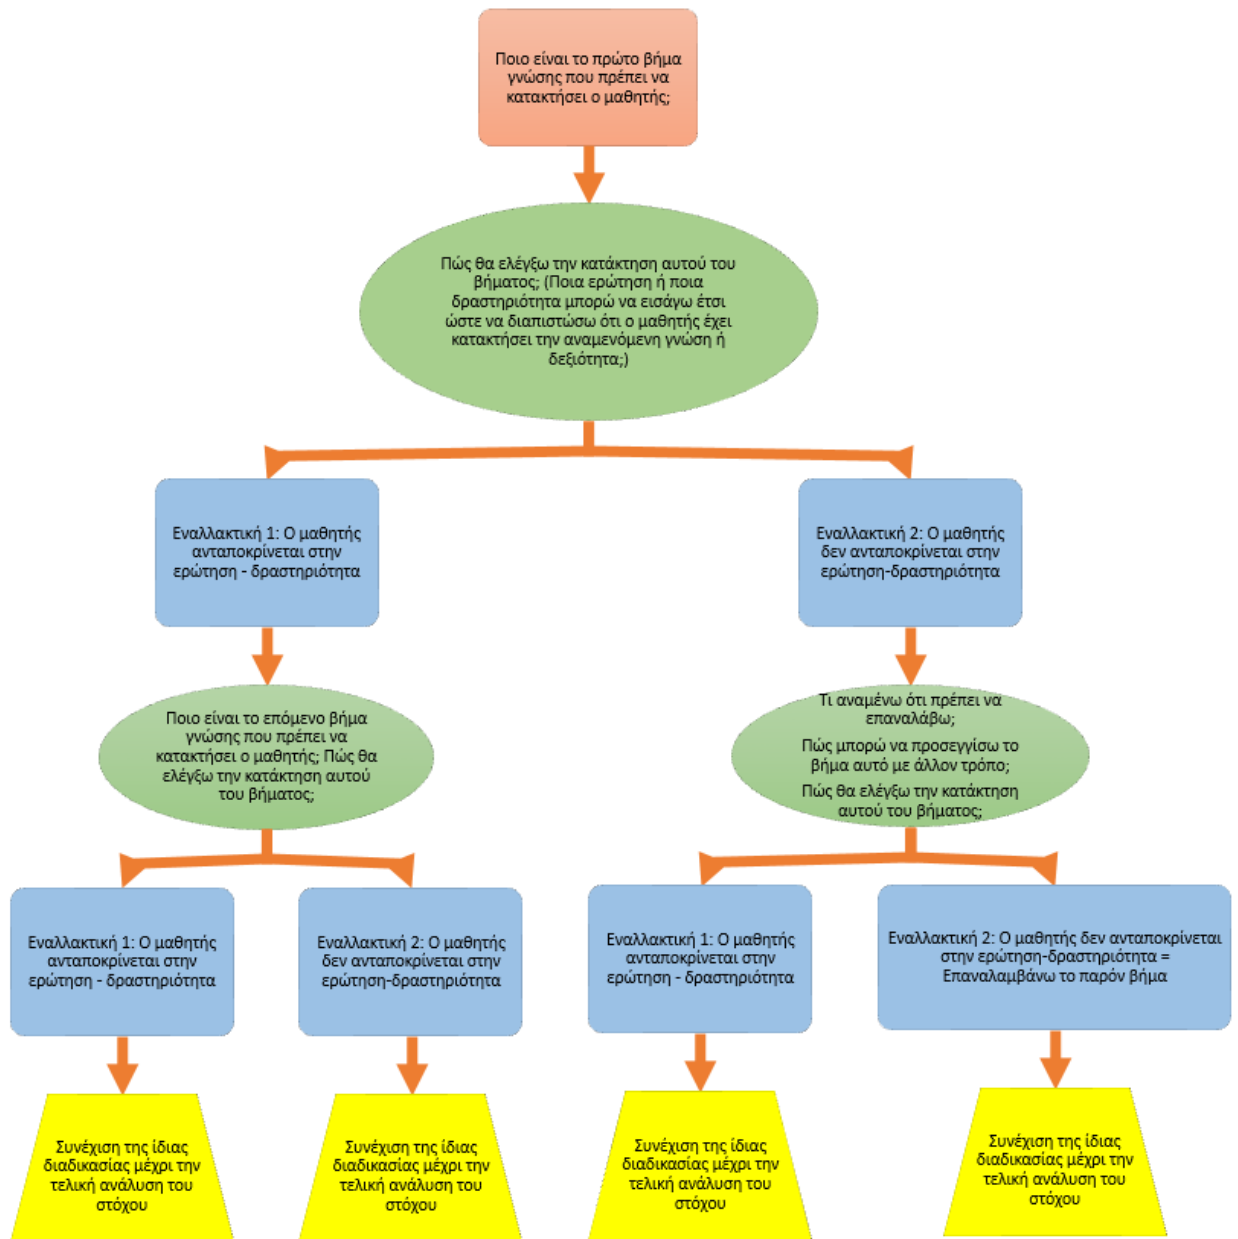 Ποιο είναι το πρώτο βήμα
γνώσης που πρέπει να
κατακτήσει ο μαθητής;
Πώς θα ελέγξω την κατάκτηση αυτού του
βήματος; (Ποια ερώτηση ή ποια
δραστηριότητα μπορώ να εισάγω έτσι
ώστε να διαπιστώσω ότι ο μαθητής έχει
κατακτήσει την αναμενόμενη γνώση ή
δεξιότητα;)
Εναλλακτική 1: Ο μαθητής
ανταποκρίνεται στην
ερώτηση - δραστηριότητα
Εναλλακτική 2: Ο μαθητής
δεν ανταποκρίνεται στην
ερώτηση-δραστηριότητα
Ποιο είναι το επόμενο βήμα
γνώσης που πρέπει να
κατακτήσει ο μαθητής; Πώς θα
ελέγξω την κατάκτηση αυτού
του βήματος;
Τι αναμένω ότι πρέπει να
επαναλάβω;
Πώς μπορώ να προσεγγίσω το
βήμα αυτό με άλλον τρόπο;
Πώς θα ελέγξω την κατάκτηση
αυτού του βήματος;
Εναλλακτική 1: Ο μαθητής
ανταποκρίνεται στην
ερώτηση - δραστηριότητα
Εναλλακτική 2: Ο μαθητής
δεν ανταποκρίνεται στην
ερώτηση-δραστηριότητα
Εναλλακτική 1: Ο μαθητής
ανταποκρίνεται στην
ερώτηση - δραστηριότητα
Εναλλακτική 2: Ο μαθητής δεν ανταποκρίνεται
στην ερώτηση-δραστηριότητα =
Επαναλαμβάνω το παρόν βήμα
Συνέχιση της ίδιας
διαδικασίας μέχρι την
τελική ανάλυση του
στόχου
Συνέχιση της ίδιας
διαδικασίας μέχρι την
τελική ανάλυση του
στόχου
Συνέχιση της ίδιας
διαδικασίας μέχρι την
τελική ανάλυση του
στόχου
Συνέχιση της ίδιας
διαδικασίας μέχρι την
τελική ανάλυση του
στόχου